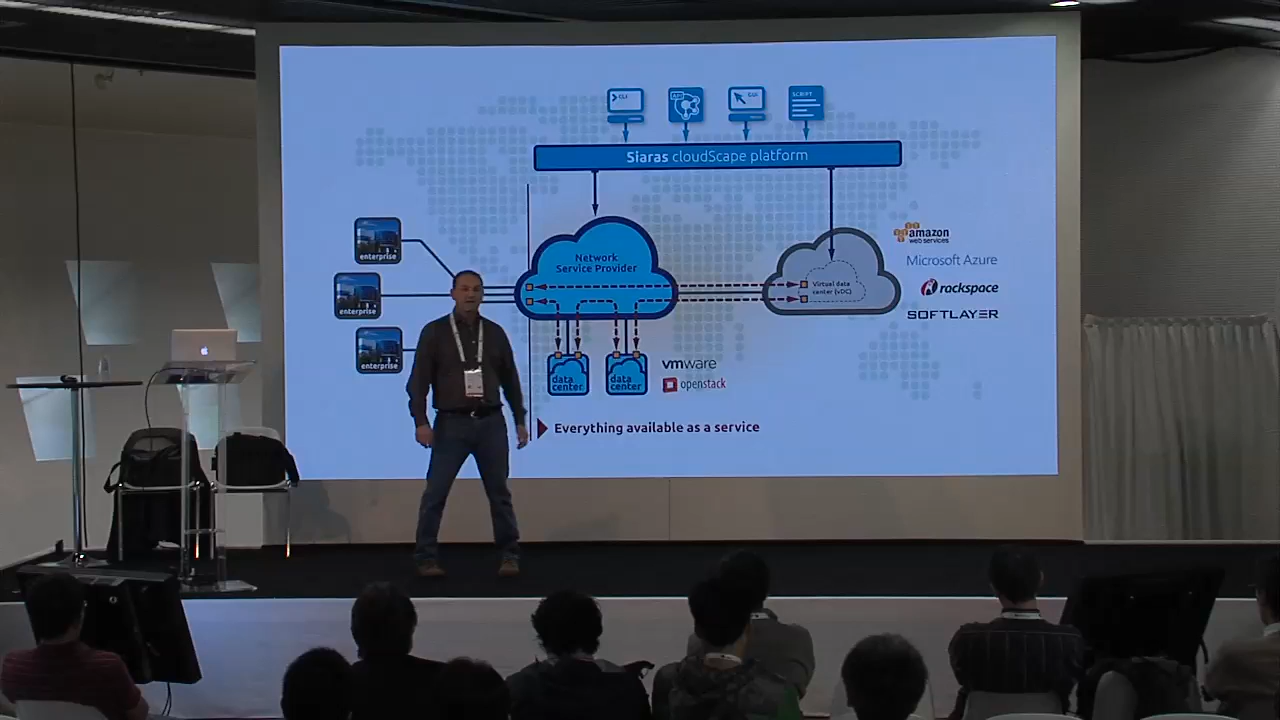 CLI
API
GUI
SCRIPT
Siaras cloudScape platform
enterprise
enterprise
enterprise
Network
Service Provider
Virtual data
center (vDC)
amazon
web services
Microsoft Azure
rackspace
SOFTLAYER
data
center
data
center
vmware
openstack
Everything available as a service